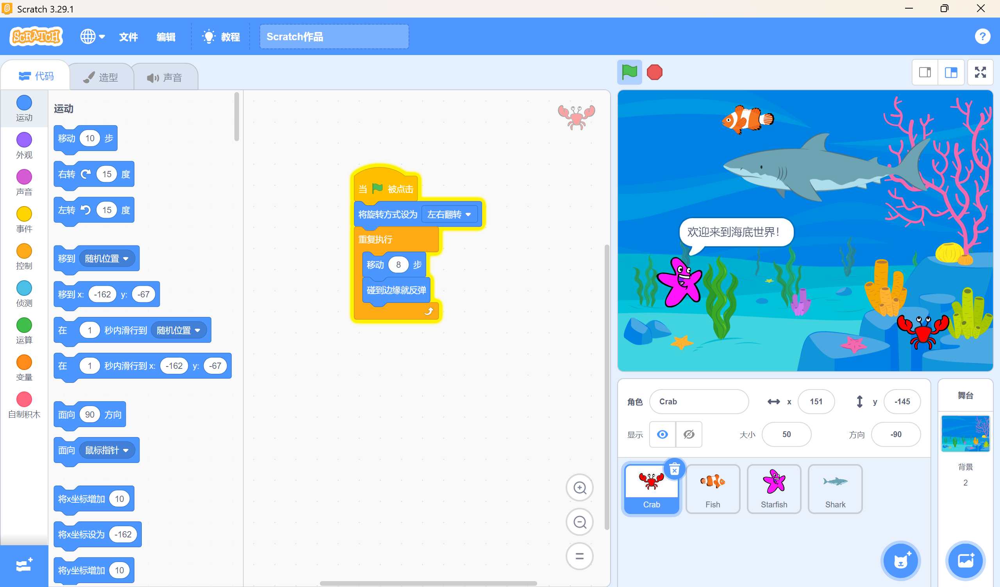 Scratch 3.29.1
SCRATCH 文件 编辑 教程 Scratch作品 ?
代码 造型 声音
运动
外观
声音
事件
控制
侦测
运算
变量
自制积木
运动
移动 10 步
右转 15 度
左转 15 度
移到 随机位置
移到 x: -162 y: -67
在 1 秒内滑行到 随机位置
在 1 秒内滑行到 x: -162 y: -67
面向 90 方向
面向 鼠标指针
将x坐标增加 10
将x坐标设为 -162
将y坐标增加 10
当 被点击
将旋转方式设为 左右翻转
重复执行
移动 8 步
碰到边缘就反弹
欢迎来到海底世界!
角色 Crab x 151 y -145
显示 大小 50 方向 -90
Crab Fish Starfish Shark
舞台
背景
2